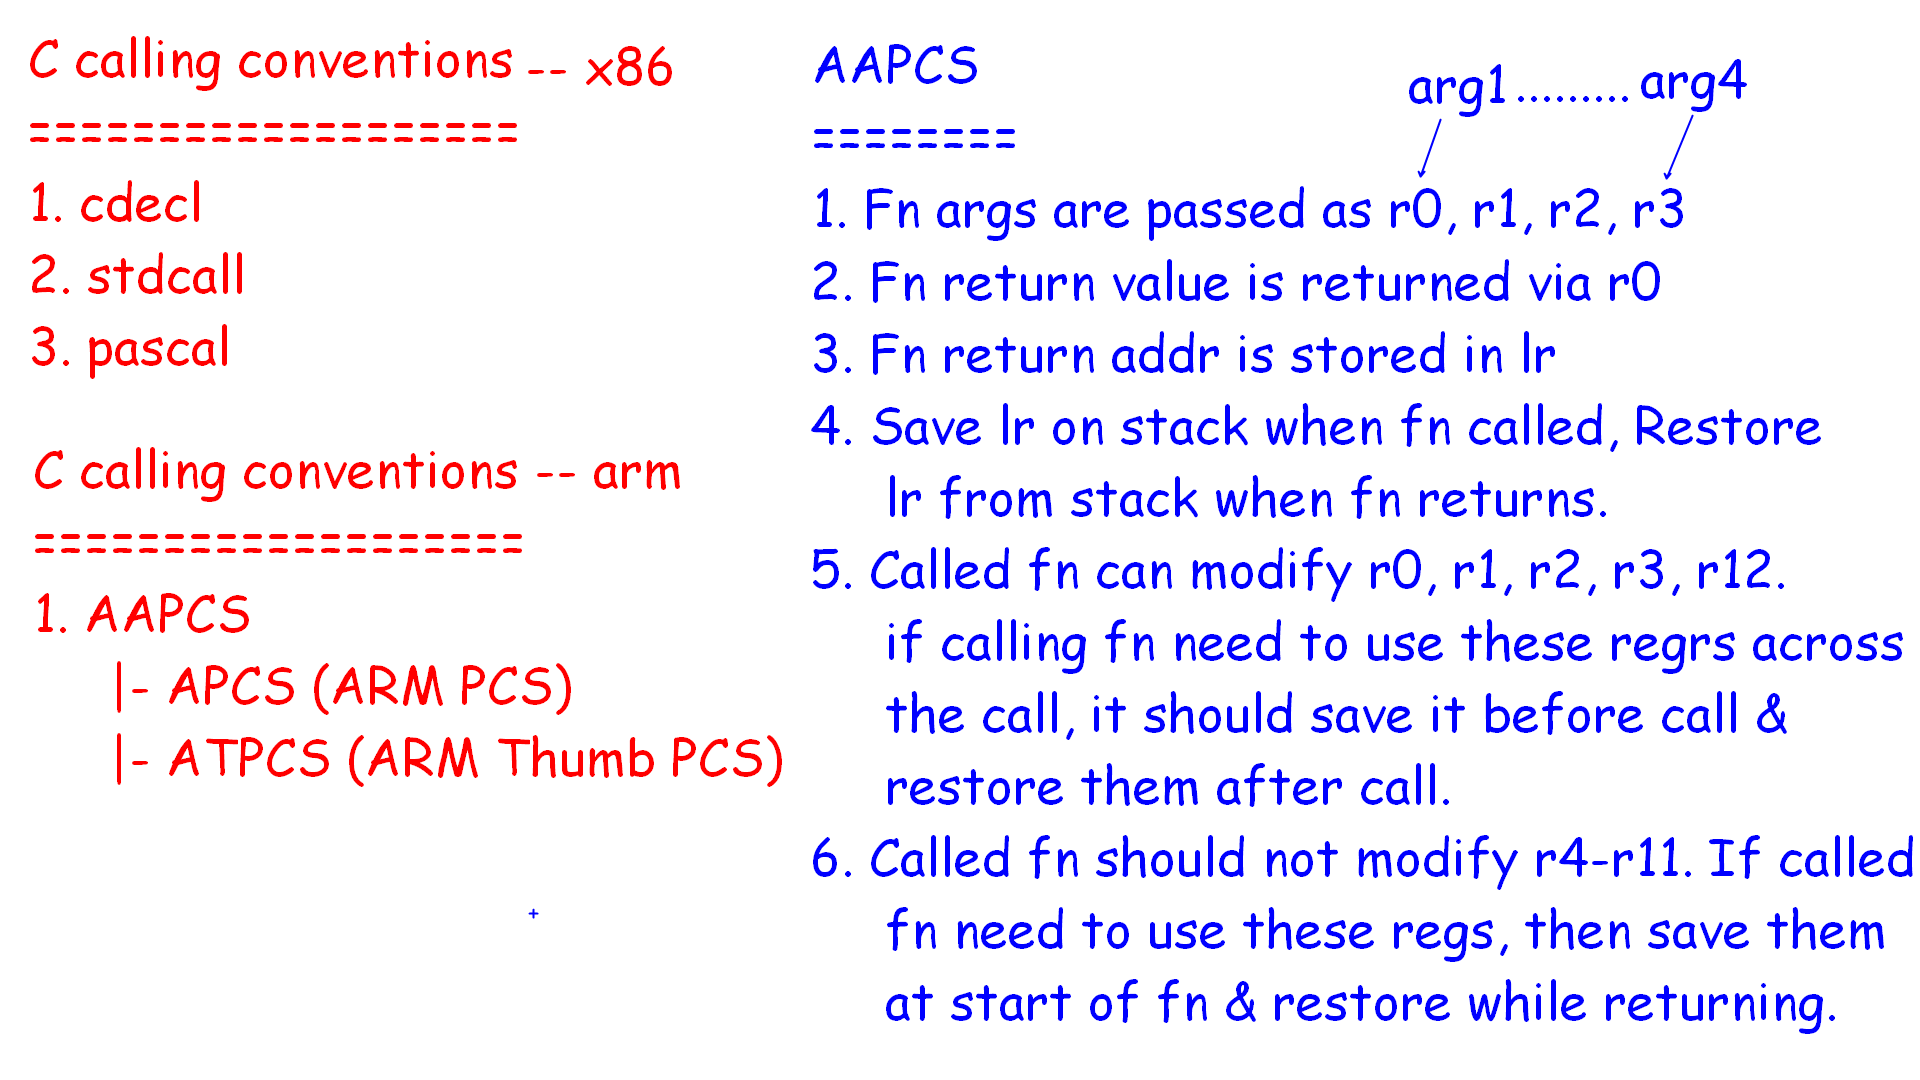 C calling conventions -- x86
===================
1. cdecl
2. stdcall
3. pascal
C calling conventions -- arm
===================
1. AAPCS
|- APCS (ARM PCS)
|- ATPCS (ARM Thumb PCS)
AAPCS
========
arg1.........arg4
1. Fn args are passed as r0, r1, r2, r3
2. Fn return value is returned via r0
3. Fn return addr is stored in lr
4. Save lr on stack when fn called, Restore
lr from stack when fn returns.
5. Called fn can modify r0, r1, r2, r3, r12.
if calling fn need to use these regrs across
the call, it should save it before call &
restore them after call.
6. Called fn should not modify r4-r11. If called
fn need to use these regs, then save them
at start of fn & restore while returning.